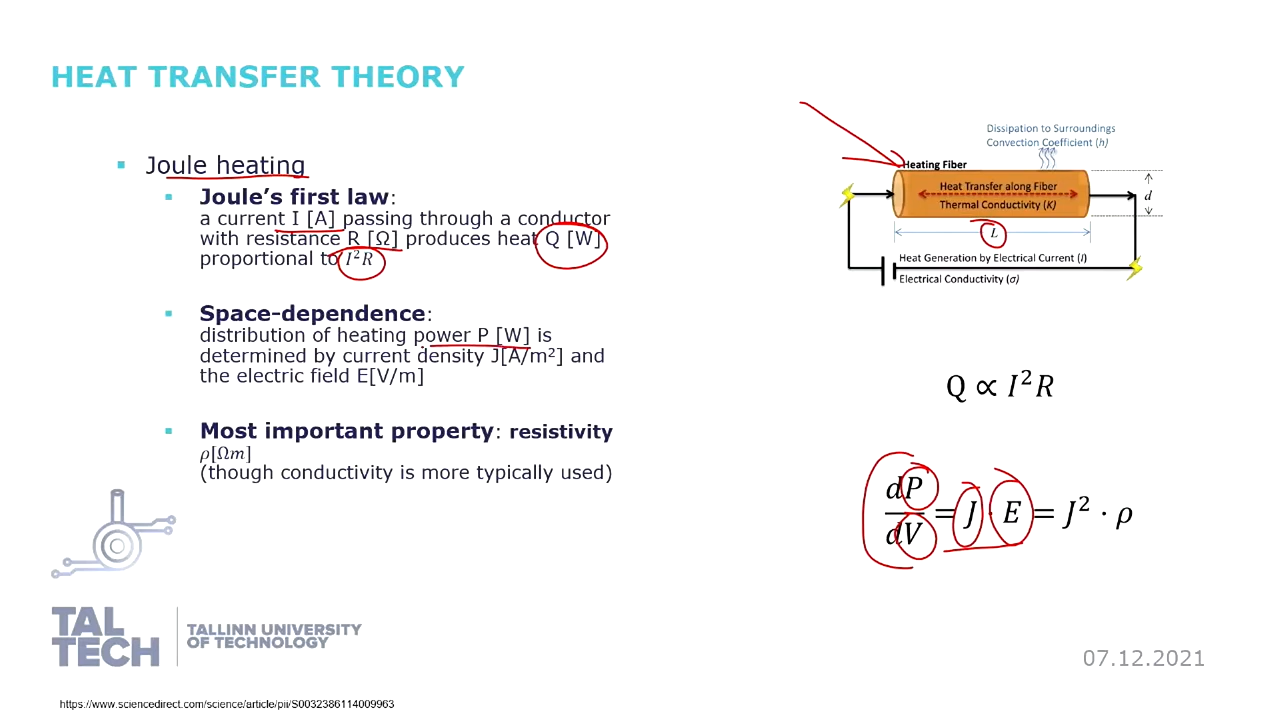 HEAT TRANSFER THEORY
Joule heating
Joule's first law:
a current I [A] passing through a conductor
with resistance R [Ω] produces heat Q [W]
proportional to I²R
Space-dependence:
distribution of heating power P [W] is
determined by current density J[A/m²] and
the electric field E[V/m]
Most important property: resistivity
ρ[Ωm]
(though conductivity is more typically used)
Dissipation to Surroundings
Convection Coefficient (h)
Heating Fiber
Heat Transfer along Fiber
Thermal Conductivity (K)
d
L
Heat Generation by Electrical Current (I)
Electrical Conductivity (σ)
Q ∝ I²R
dP/dV = J · E = J² · ρ
TAL
TECH
TALLINN UNIVERSITY
OF TECHNOLOGY
07.12.2021
https://www.sciencedirect.com/science/article/pii/S0032386114009963